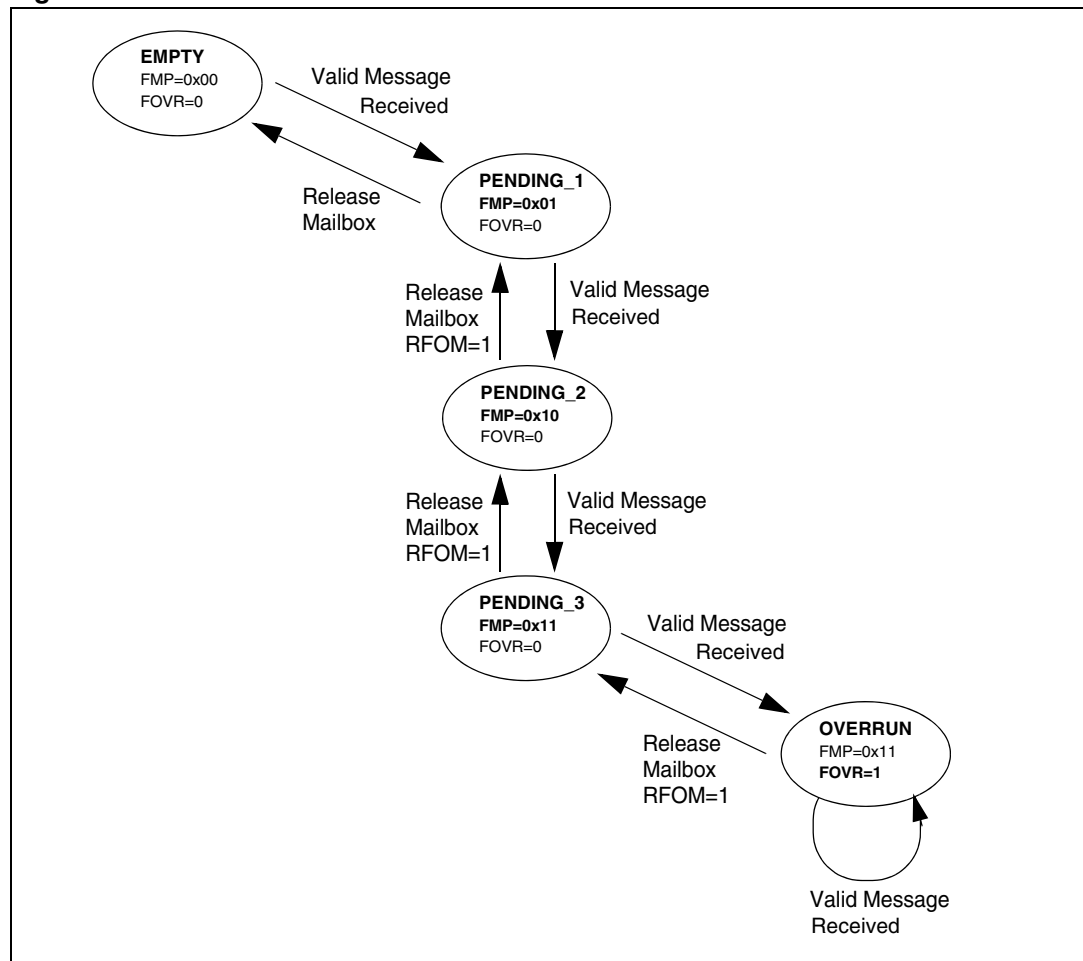 EMPTY
FMP=0x00
FOVR=0
Valid Message
Received
Release
Mailbox
PENDING_1
FMP=0x01
FOVR=0
Release
Mailbox
RFOM=1
Valid Message
Received
PENDING_2
FMP=0x10
FOVR=0
Release
Mailbox
RFOM=1
Valid Message
Received
PENDING_3
FMP=0x11
FOVR=0
Valid Message
Received
Release
Mailbox
RFOM=1
OVERRUN
FMP=0x11
FOVR=1
Valid Message
Received